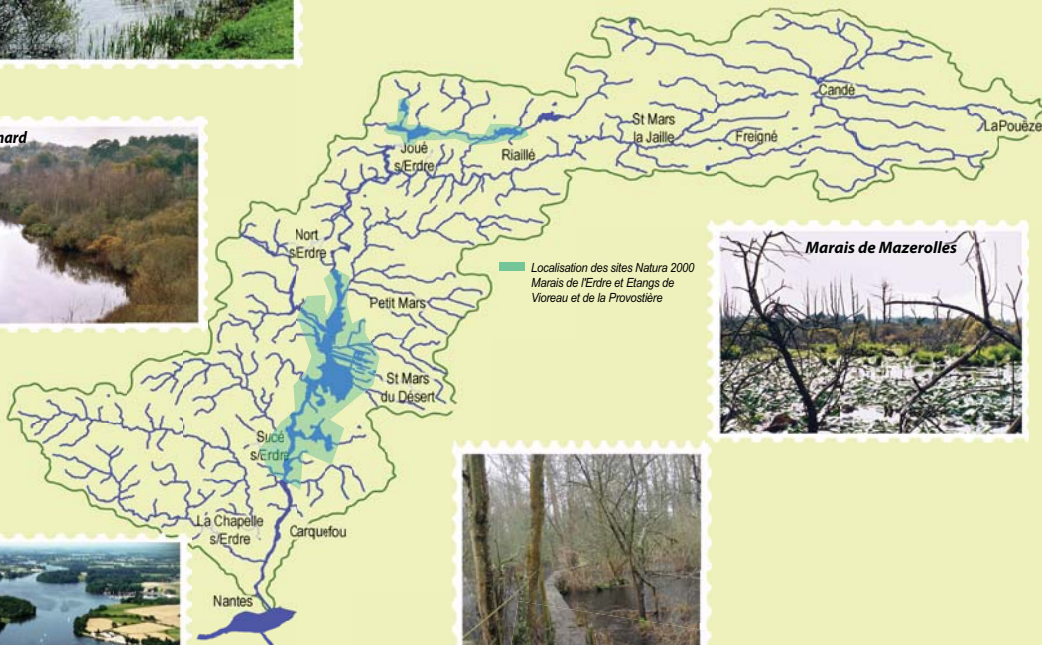 Candé
LaPouëze
St Mars
la Jaille
Freigné
Joué
s/Erdre
Riaillé
Nort
s/Erdre
Localisation des sites Natura 2000
Marais de l'Erdre et Etangs de
Vioreau et de la Provostière
Marais de Mazerolles
Petit Mars
St Mars
du Désert
Sucé
s/Erdre
La Chapelle
s/Erdre
Carquefou
Nantes